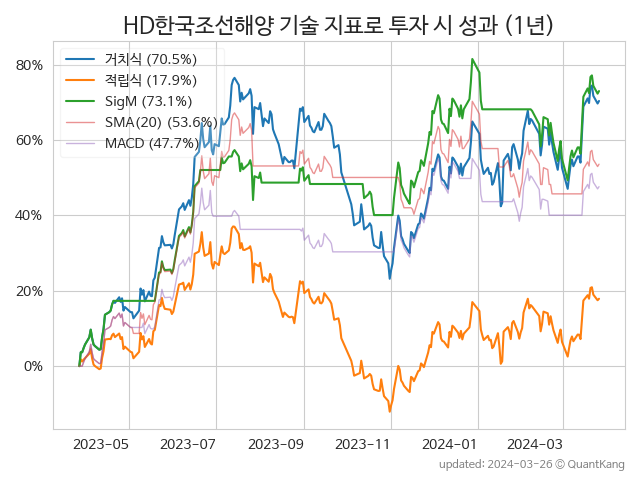 HD한국조선해양 기술 지표로 투자 시 성과 (1년)
거치식 (70.5%)
적립식 (17.9%)
SigM (73.1%)
SMA(20) (53.6%)
MACD (47.7%)
80%
60%
40%
20%
0%
2023-05 2023-07 2023-09 2023-11 2024-01 2024-03
updated: 2024-03-26 © QuantKang